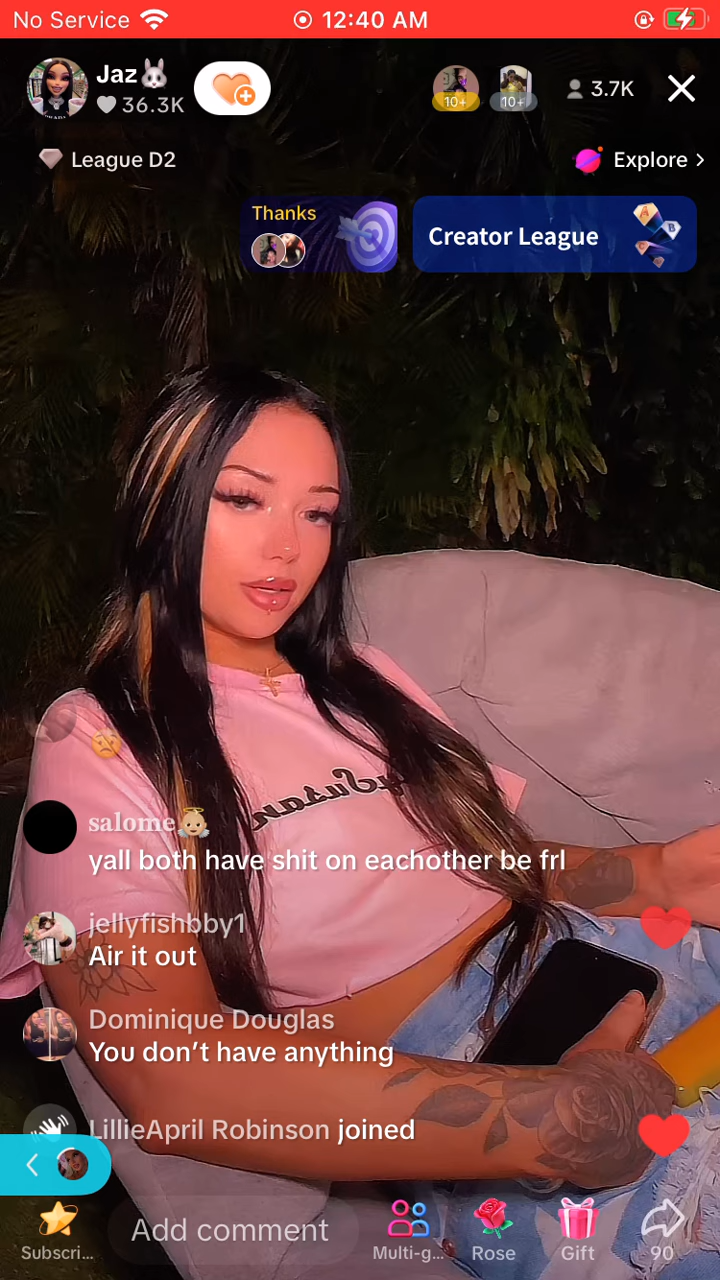 No Service 12:40 AM
Jaz🐰
36.3K
10+ 10+
3.7K
League D2
Explore >
Thanks
Creator League
salome👼🏼
yall both have shit on eachother be frl
jellyfishbby1
Air it out
Dominique Douglas
You don't have anything
LillieApril Robinson joined
Subscri... Add comment Multi-g... Rose Gift 90